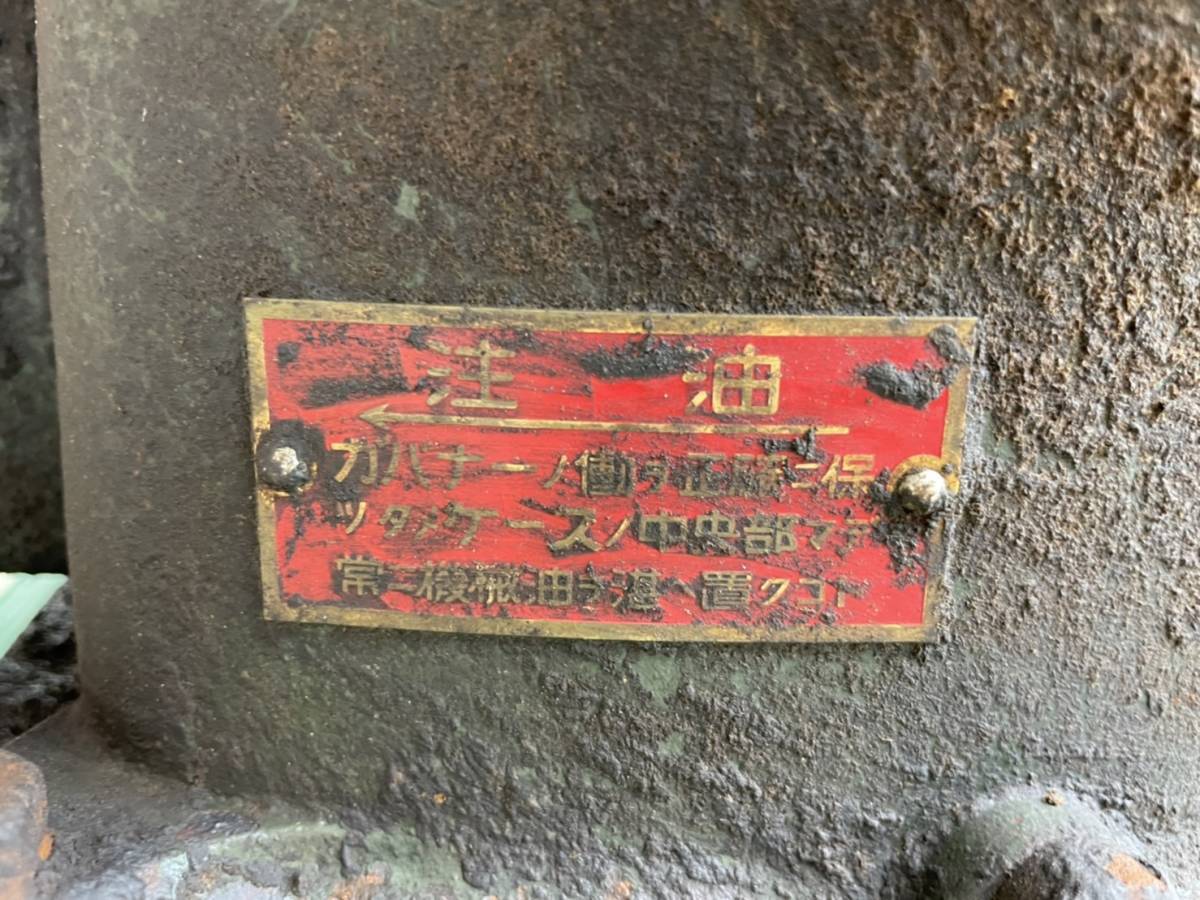 注油
ガバナーノ働ヲ正確ニ保
ツタメケースノ中央部マデ
常ニ機械油ヲ湛ヘ置クコト